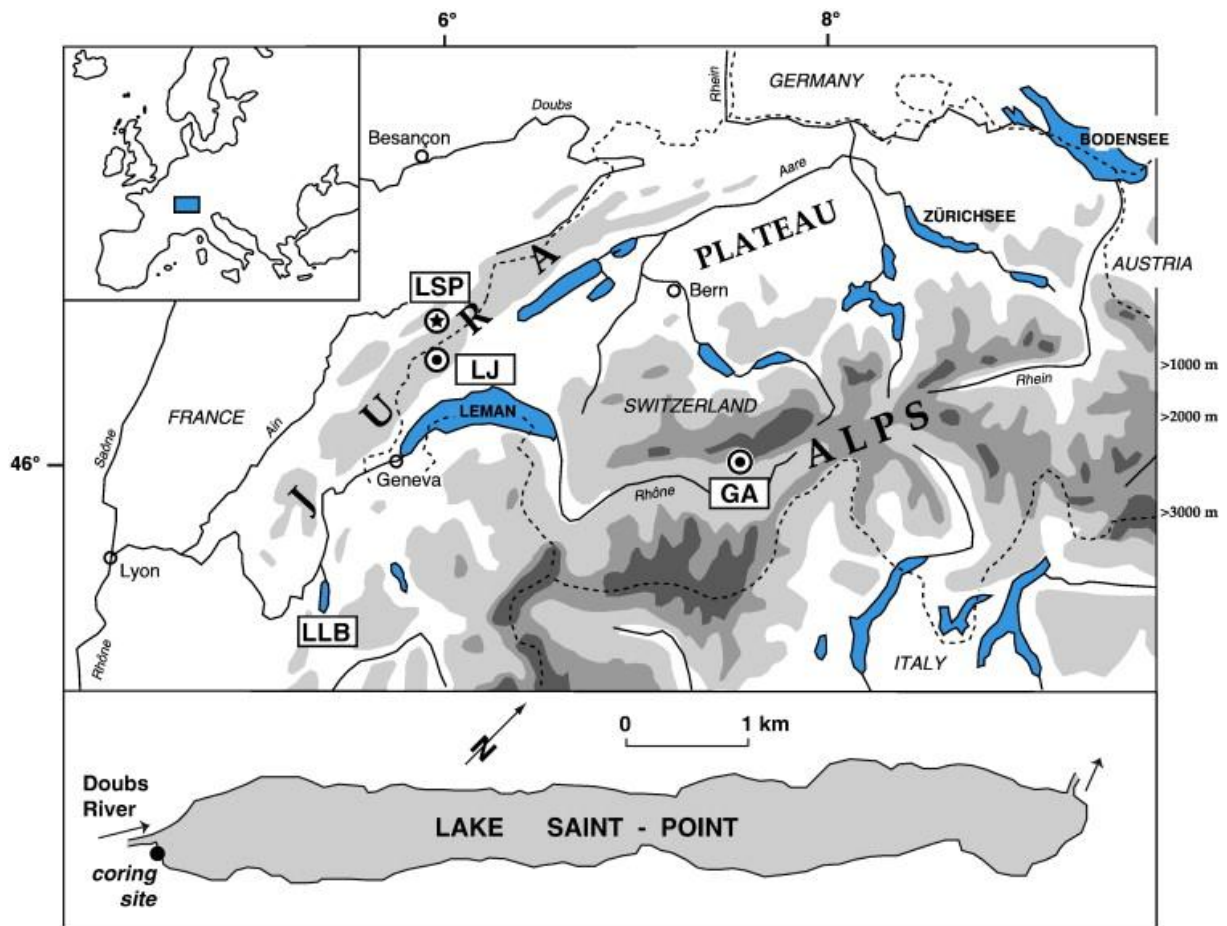 6°
8°
GERMANY
Rhein
Doubs
Besançon
BODENSEE
Aare
ZÜRICHSEE
PLATEAU
AUSTRIA
Bern
LSP
JURA
LJ
>1000 m
Rhein
FRANCE
Ain
LEMAN
SWITZERLAND
>2000 m
ALPS
Saône
46°
Geneva
Rhône
GA
>3000 m
Lyon
LLB
Rhône
ITALY
N
0 1 km
Doubs
River
LAKE SAINT - POINT
coring
site